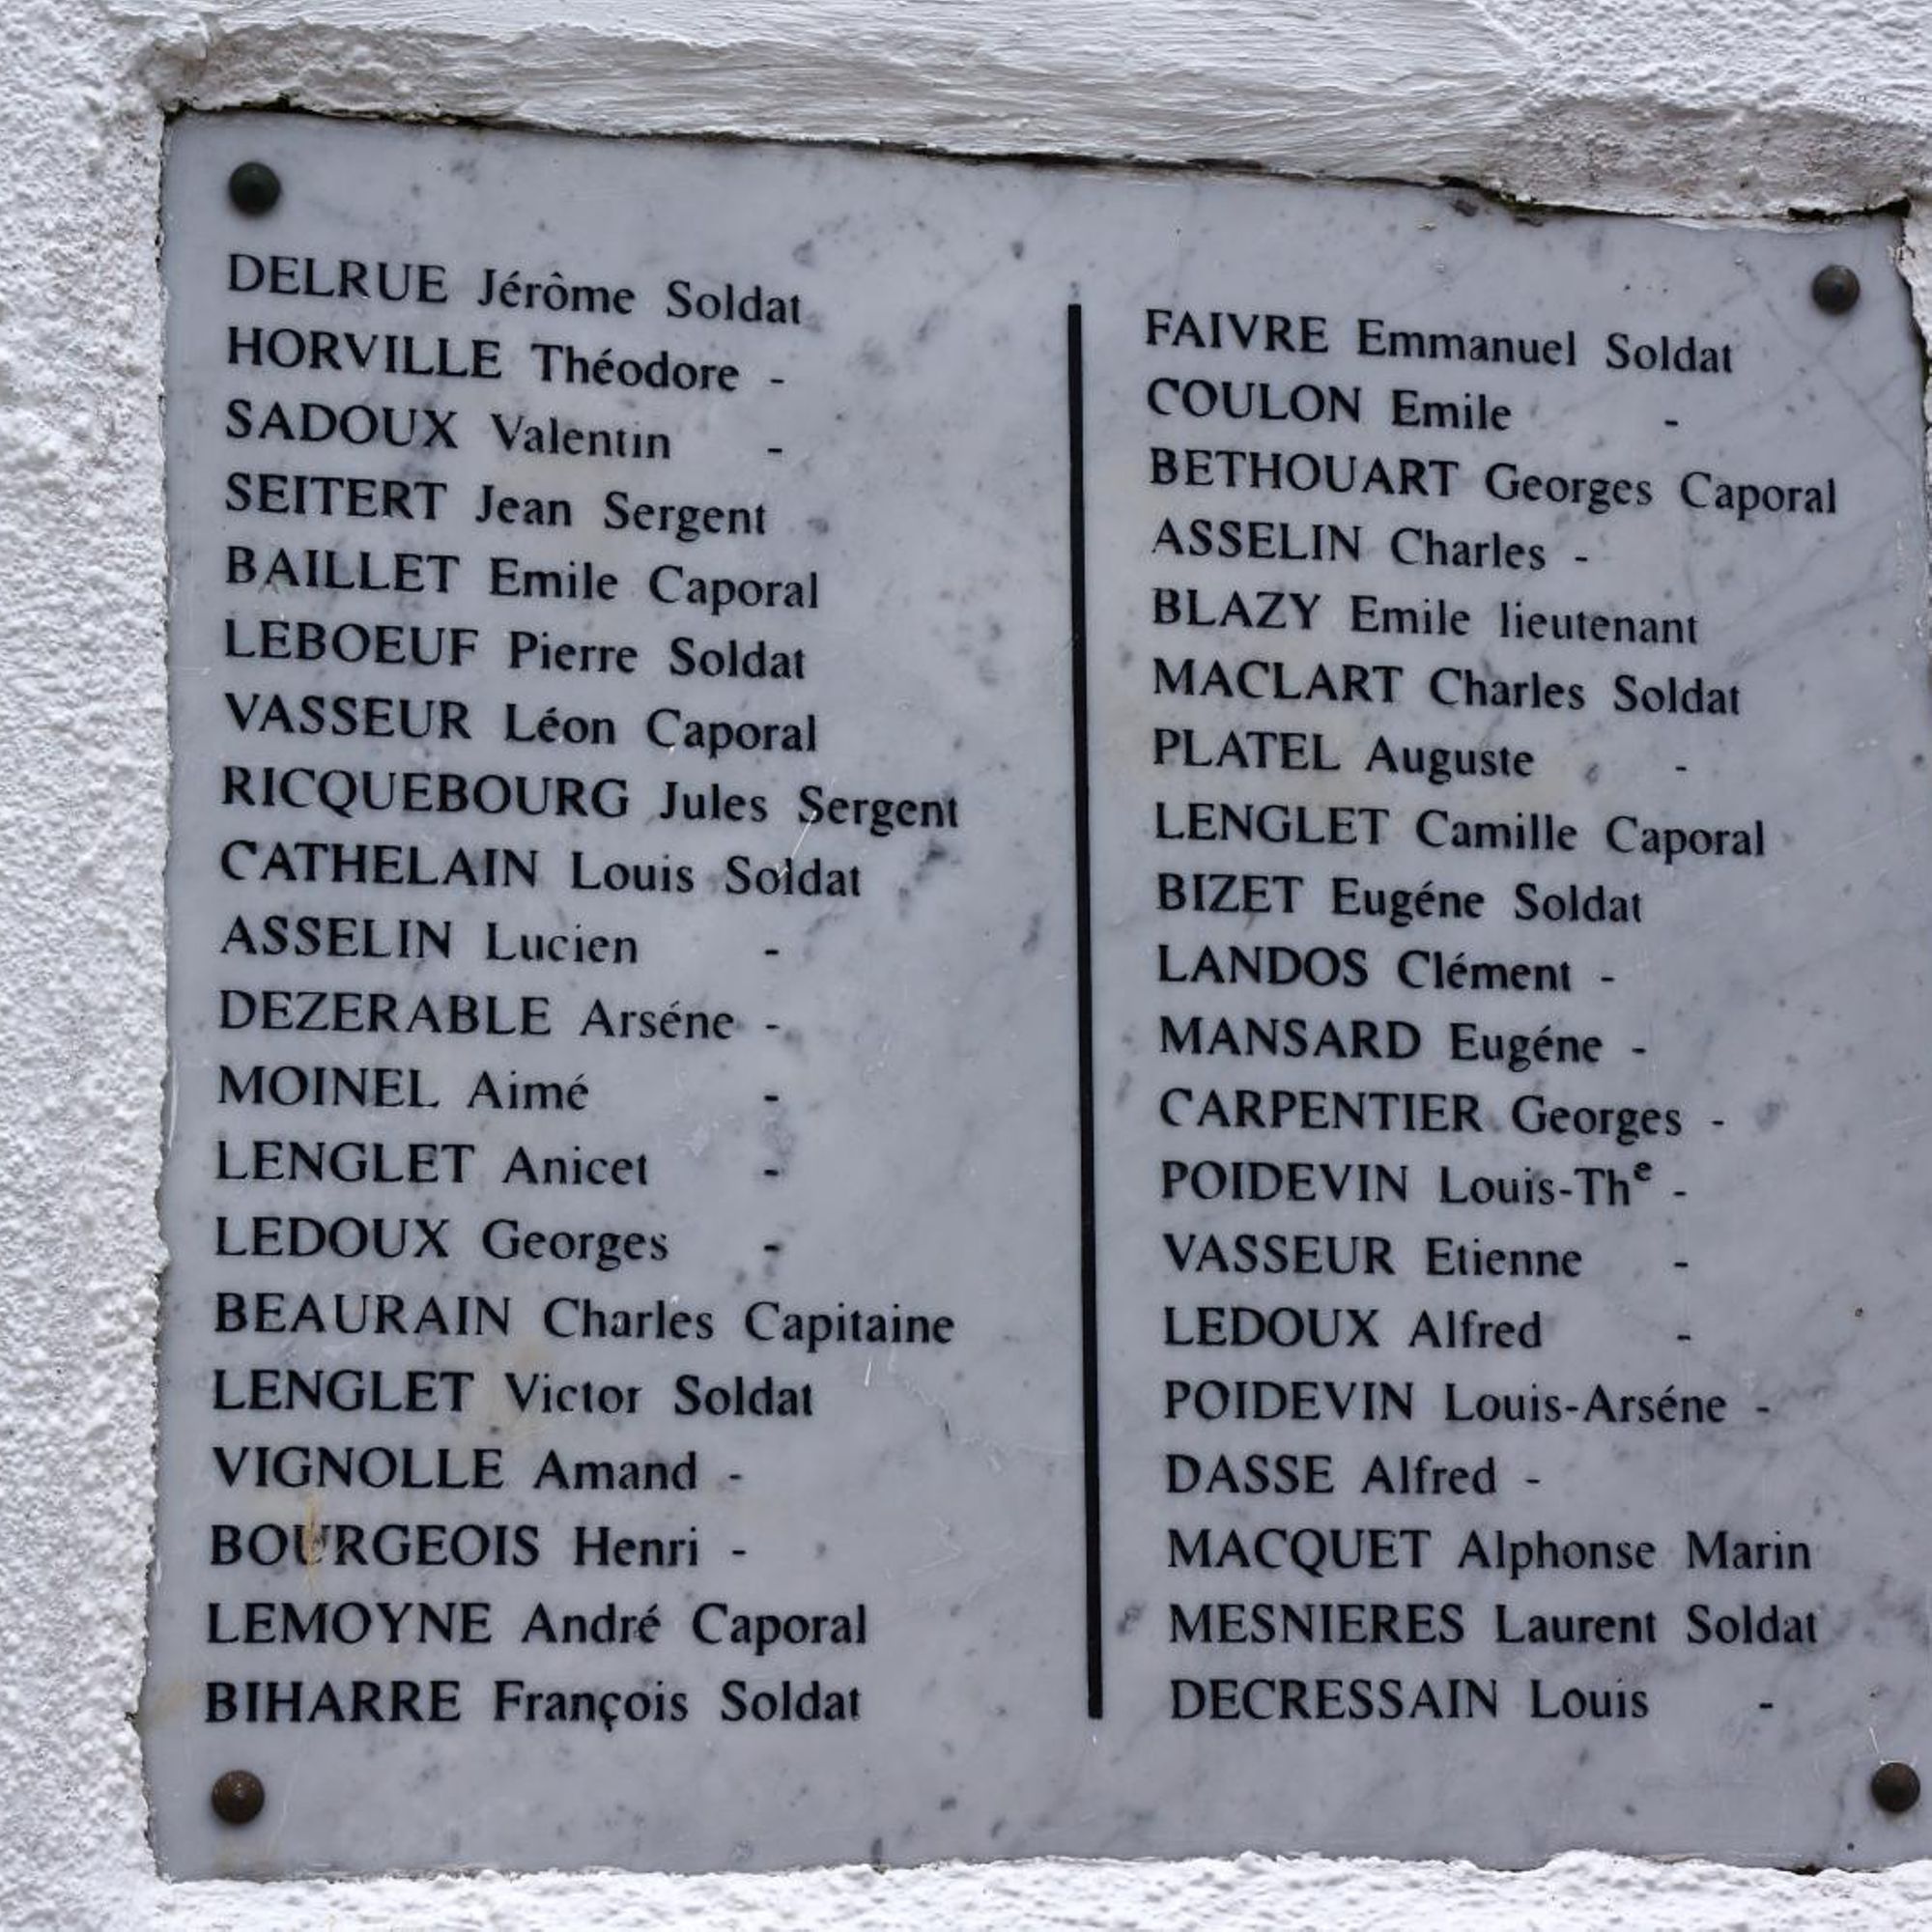 DELRUE Jérôme Soldat
HORVILLE Théodore -
SADOUX Valentin -
SEITERT Jean Sergent
BAILLET Emile Caporal
LEBOEUF Pierre Soldat
VASSEUR Léon Caporal
RICQUEBOURG Jules Sergent
CATHELAIN Louis Soldat
ASSELIN Lucien -
DEZERABLE Arséne -
MOINEL Aimé -
LENGLET Anicet -
LEDOUX Georges -
BEAURAIN Charles Capitaine
LENGLET Victor Soldat
VIGNOLLE Amand -
BOURGEOIS Henri -
LEMOYNE André Caporal
BIHARRE François Soldat
FAIVRE Emmanuel Soldat
COULON Emile -
BETHOUART Georges Caporal
ASSELIN Charles -
BLAZY Emile lieutenant
MACLART Charles Soldat
PLATEL Auguste -
LENGLET Camille Caporal
BIZET Eugéne Soldat
LANDOS Clément -
MANSARD Eugéne -
CARPENTIER Georges -
POIDEVIN Louis-Thᵉ -
VASSEUR Etienne -
LEDOUX Alfred -
POIDEVIN Louis-Arséne -
DASSE Alfred -
MACQUET Alphonse Marin
MESNIERES Laurent Soldat
DECRESSAIN Louis -